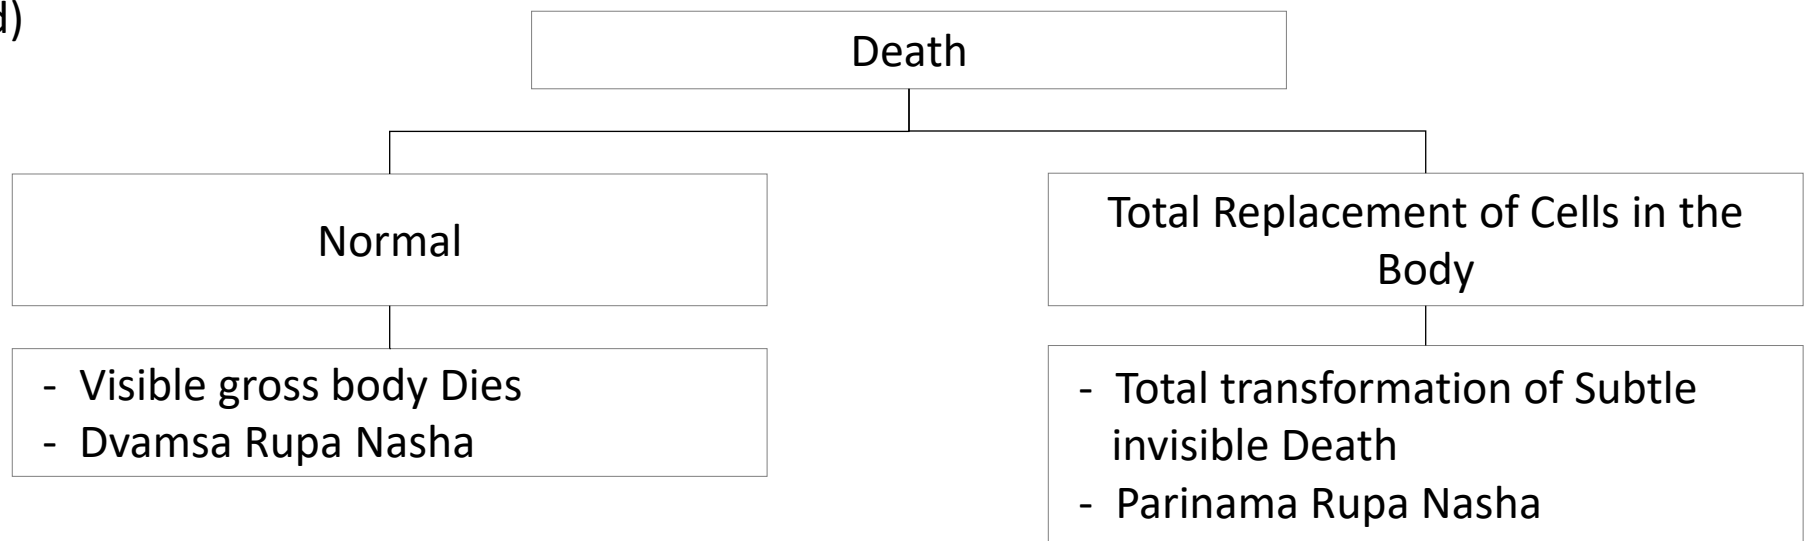 d)
Death
Normal
Total Replacement of Cells in the
Body
- Visible gross body Dies
- Dvamsa Rupa Nasha
- Total transformation of Subtle
invisible Death
- Parinama Rupa Nasha